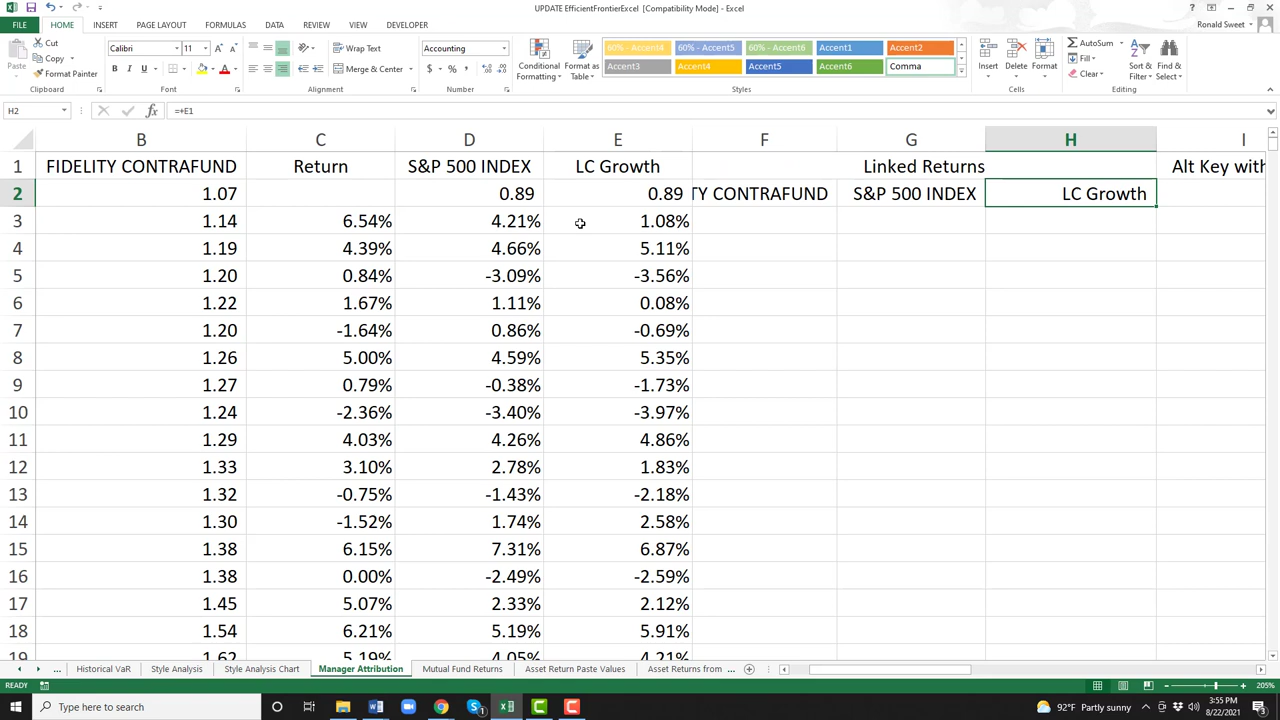 UPDATE EfficientFrontierExcel [Compatibility Mode] - Excel
FILE HOME INSERT PAGE LAYOUT FORMULAS DATA REVIEW VIEW DEVELOPER Ronald Sweet
Paste Cut Copy Format Painter Clipboard
Calibri 11 B I U A Font
Wrap Text Merge & Center Alignment
Accounting $ % , Number
Conditional Formatting Format as Table
60% - Accent4 60% - Accent5 60% - Accent6 Accent1 Accent2
Accent3 Accent4 Accent5 Accent6 Comma
Styles
Insert Delete Format Cells
AutoSum Fill Clear Sort & Filter Find & Select Editing
H2 fx =+E1
B C D E F G H I
1 FIDELITY CONTRAFUND Return S&P 500 INDEX LC Growth Linked Returns Alt Key with
2 1.07 0.89 0.89 TY CONTRAFUND S&P 500 INDEX LC Growth
3 1.14 6.54% 4.21% 1.08%
4 1.19 4.39% 4.66% 5.11%
5 1.20 0.84% -3.09% -3.56%
6 1.22 1.67% 1.11% 0.08%
7 1.20 -1.64% 0.86% -0.69%
8 1.26 5.00% 4.59% 5.35%
9 1.27 0.79% -0.38% -1.73%
10 1.24 -2.36% -3.40% -3.97%
11 1.29 4.03% 4.26% 4.86%
12 1.33 3.10% 2.78% 1.83%
13 1.32 -0.75% -1.43% -2.18%
14 1.30 -1.52% 1.74% 2.58%
15 1.38 6.15% 7.31% 6.87%
16 1.38 0.00% -2.49% -2.59%
17 1.45 5.07% 2.33% 2.12%
18 1.54 6.21% 5.19% 5.91%
19 1.62 5.19% 4.05% 4.21%
... Historical VaR Style Analysis Style Analysis Chart Manager Attribution Mutual Fund Returns Asset Return Paste Values Asset Returns from ...
READY 205%
Type here to search 92°F Partly sunny 3:55 PM
8/22/2021